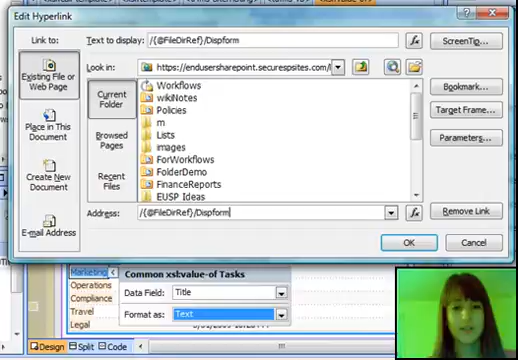 Edit Hyperlink
Link to:
Text to display: /{@FileDirRef}/Dispform
ScreenTip...
Existing File or
Web Page
Look in: https://endusersharepoint.securespsites.com/
Bookmark...
Current
Folder
Workflows
wikiNotes
Policies
m
Lists
images
ForWorkflows
FolderDemo
FinanceReports
EUSP Ideas
Target Frame...
Place in This
Document
Browsed
Pages
Parameters...
Create New
Document
Recent
Files
E-mail Address
Address: /{@FileDirRef}/Dispform
Remove Link
OK
Cancel
Marketing
Operations
Compliance
Travel
Legal
Common xsl:value-of Tasks
Data Field: Title
Format as: Text
Design Split Code